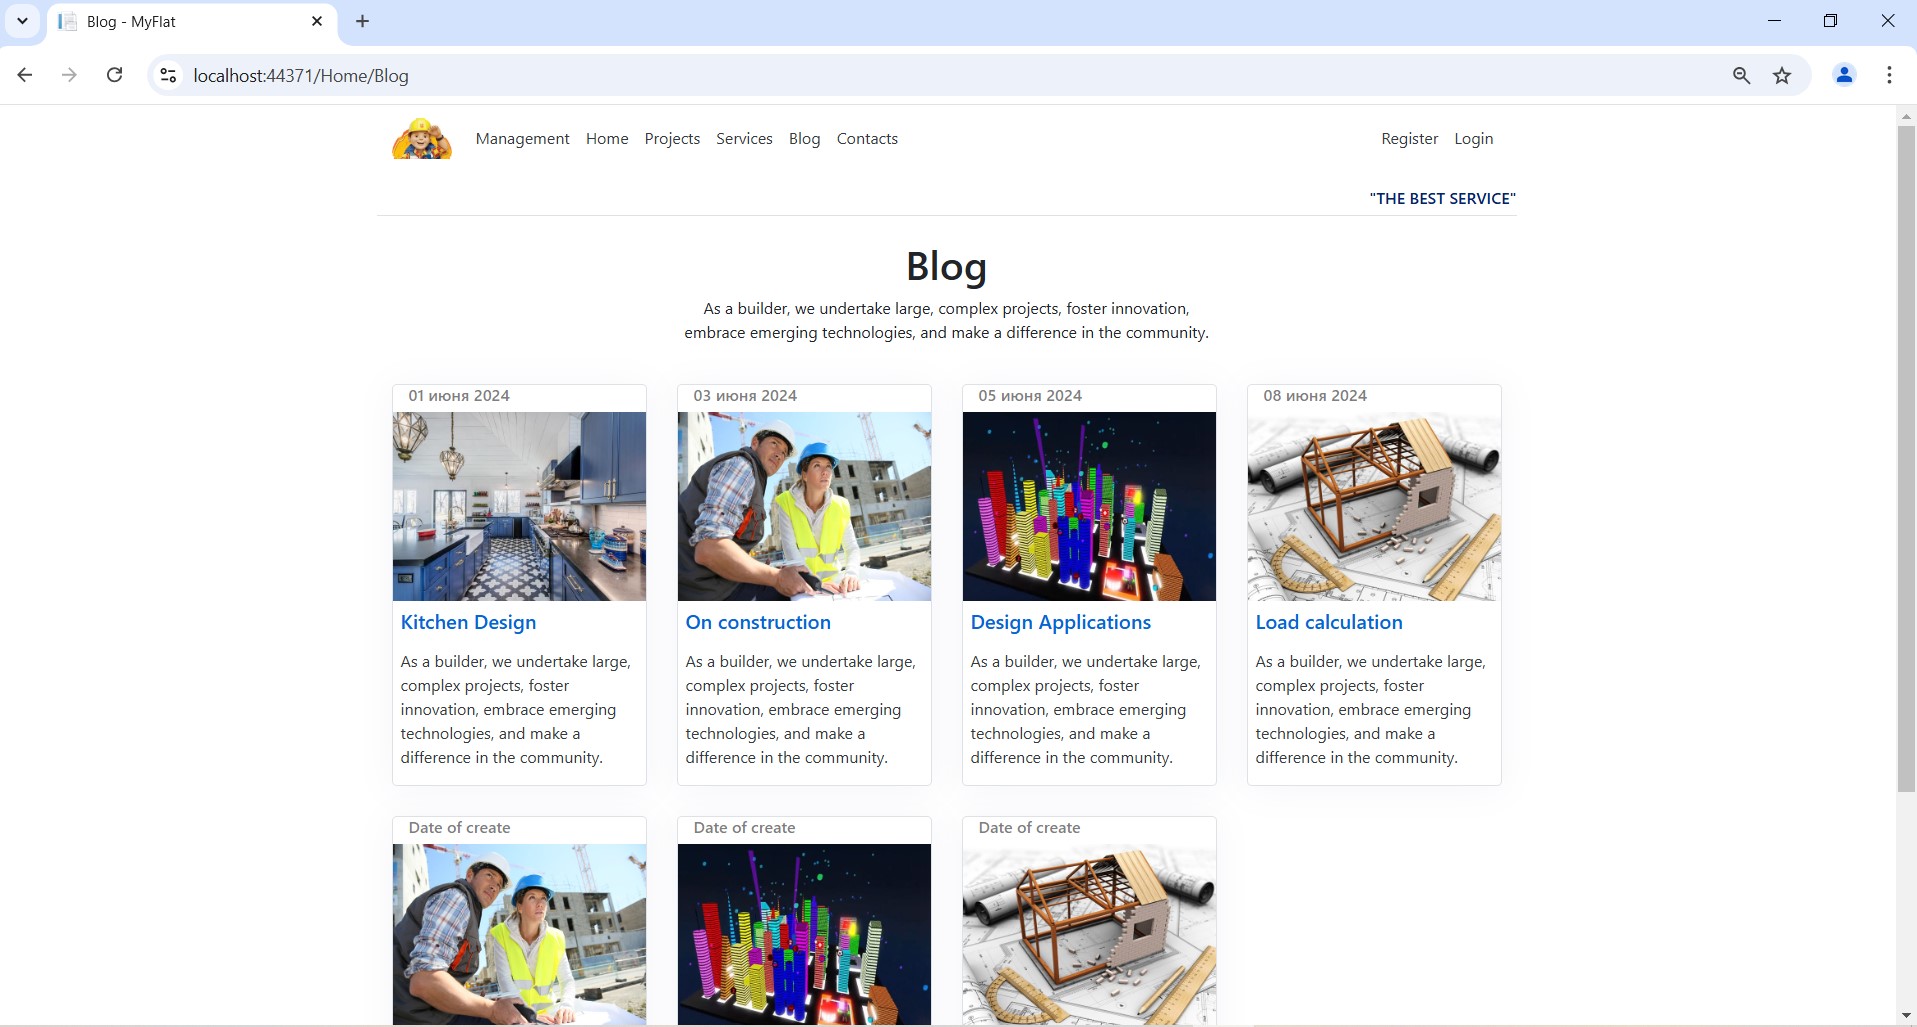 Blog - MyFlat
localhost:44371/Home/Blog
Management Home Projects Services Blog Contacts Register Login
"THE BEST SERVICE"
Blog
As a builder, we undertake large, complex projects, foster innovation,
embrace emerging technologies, and make a difference in the community.
01 июня 2024
Kitchen Design
As a builder, we undertake large,
complex projects, foster
innovation, embrace emerging
technologies, and make a
difference in the community.
03 июня 2024
On construction
As a builder, we undertake large,
complex projects, foster
innovation, embrace emerging
technologies, and make a
difference in the community.
05 июня 2024
Design Applications
As a builder, we undertake large,
complex projects, foster
innovation, embrace emerging
technologies, and make a
difference in the community.
08 июня 2024
Load calculation
As a builder, we undertake large,
complex projects, foster
innovation, embrace emerging
technologies, and make a
difference in the community.
Date of create
Date of create
Date of create